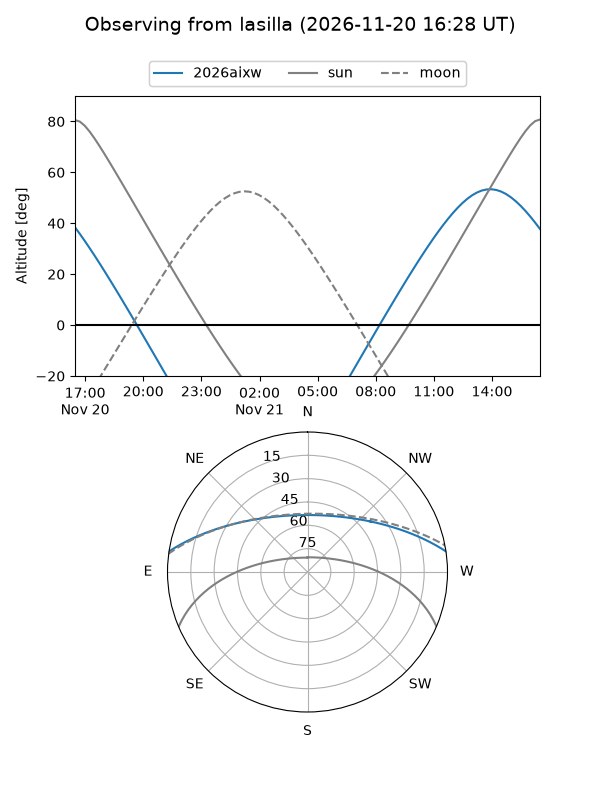 Observing from lasilla (2026-11-20 16:28 UT)
2026aixw sun moon
80
60
40
20
0
−20
Altitude [deg]
17:00 20:00 23:00 02:00 05:00 08:00 11:00 14:00
Nov 20 Nov 21
N
NE NW
15
30
45
60
75
E W
SE SW
S